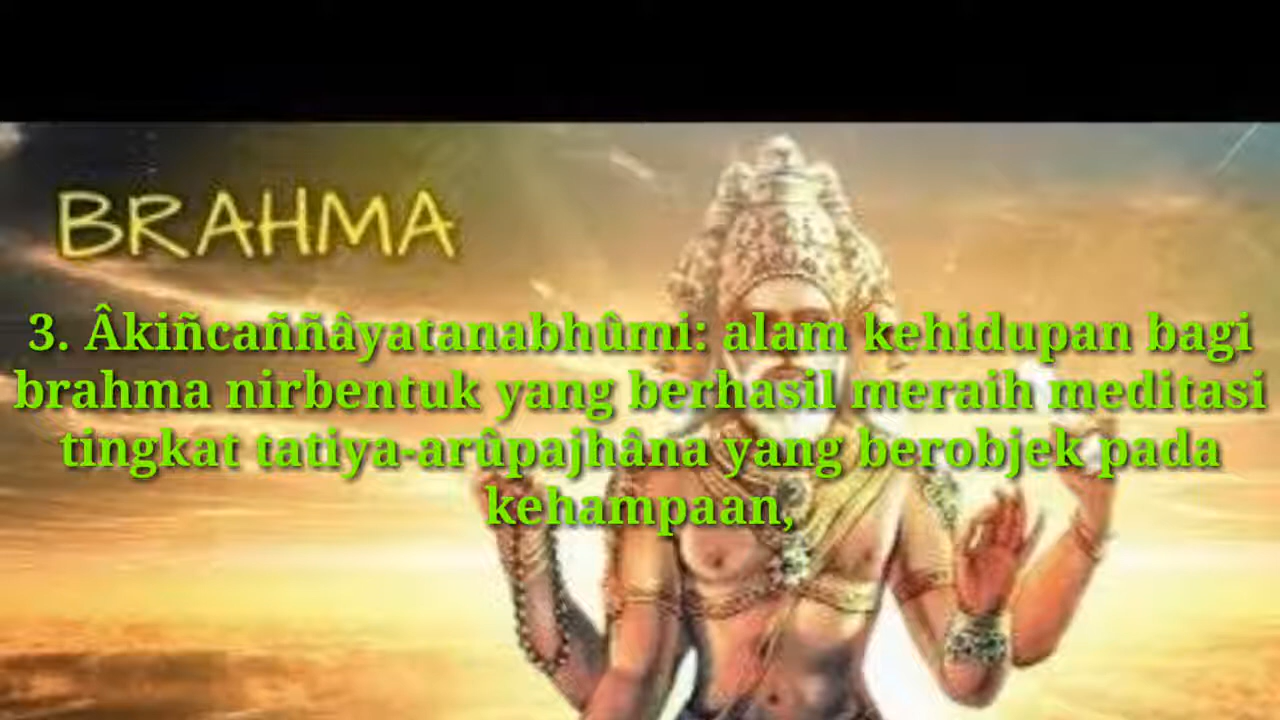 BRAHMA
3. Âkiñcaññâyatanabhûmi: alam kehidupan bagi
brahma nirbentuk yang berhasil meraih meditasi
tingkat tatiya-arûpajhâna yang berobjek pada
kehampaan,